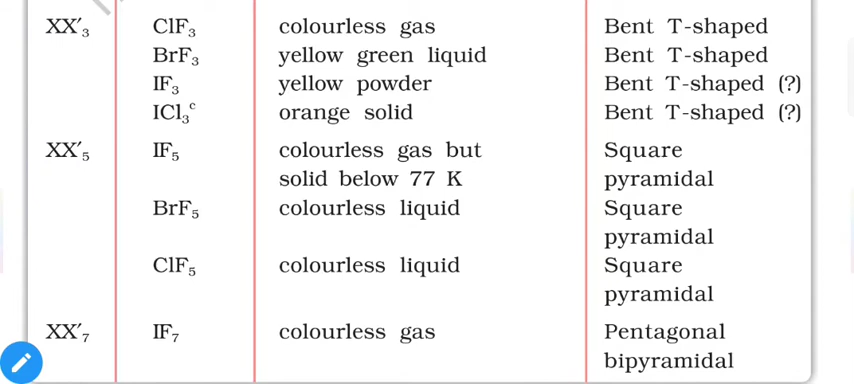 XX′₃ ClF₃ colourless gas Bent T-shaped
BrF₃ yellow green liquid Bent T-shaped
IF₃ yellow powder Bent T-shaped (?)
ICl₃ᶜ orange solid Bent T-shaped (?)
XX′₅ IF₅ colourless gas but Square
solid below 77 K pyramidal
BrF₅ colourless liquid Square
pyramidal
ClF₅ colourless liquid Square
pyramidal
XX′₇ IF₇ colourless gas Pentagonal
bipyramidal